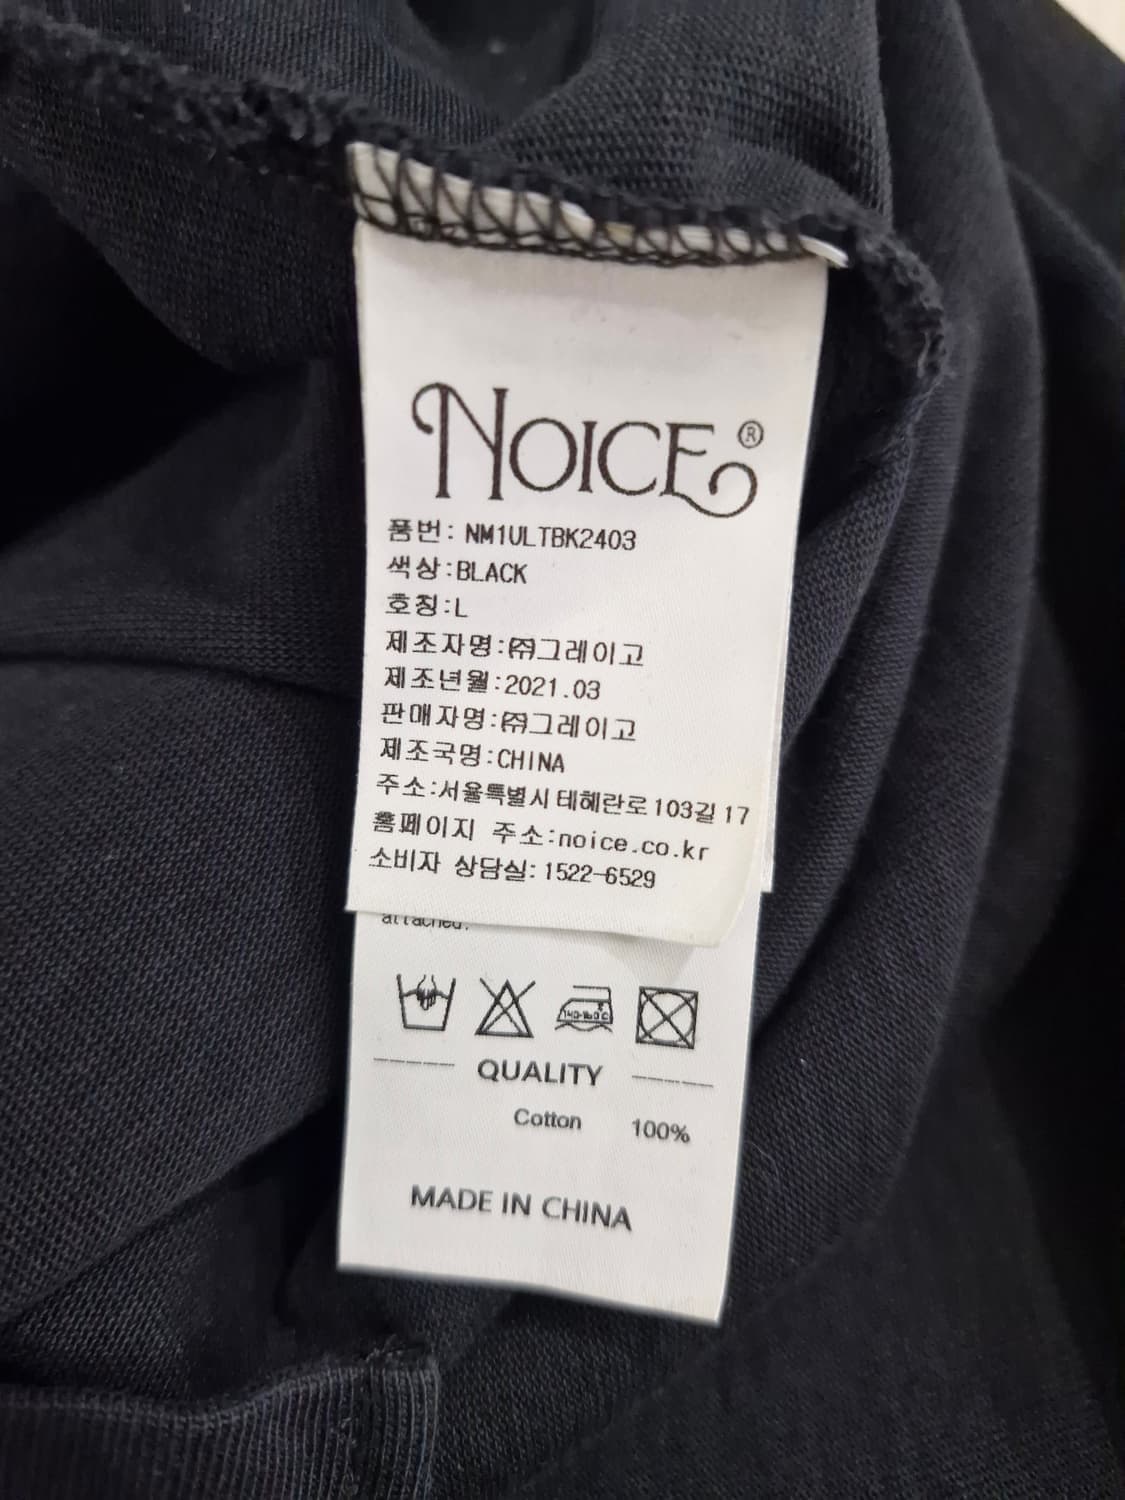 NOICE®
품번: NM1ULTBK2403
색상:BLACK
호칭:L
제조자명:㈜그레이고
제조년월:2021.03
판매자명:㈜그레이고
제조국명:CHINA
주소:서울특별시 테헤란로103길 17
홈페이지 주소:noice.co.kr
소비자 상담실: 1522-6529
attached.
140-160℃
QUALITY
Cotton 100%
MADE IN CHINA